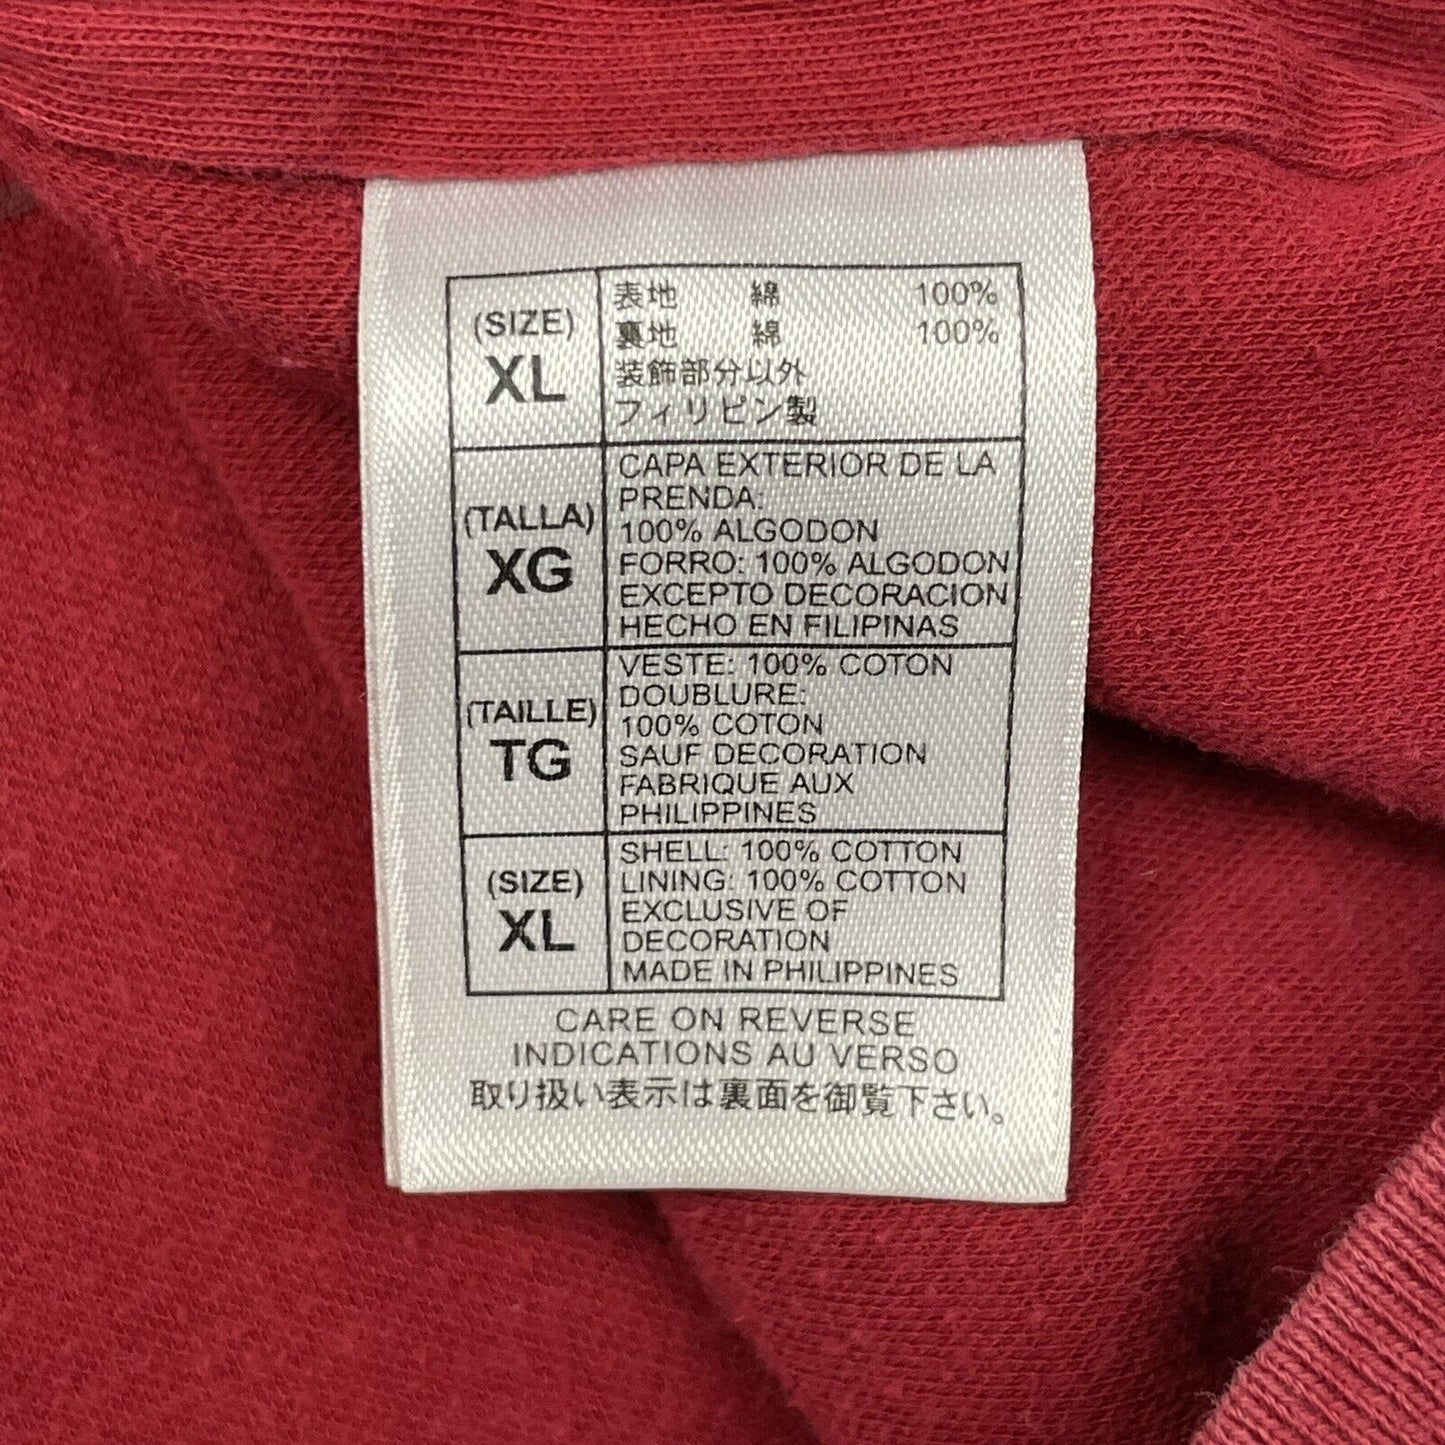 (SIZE)
XL
表地 綿 100%
裏地 綿 100%
装飾部分以外
フィリピン製
(TALLA)
XG
CAPA EXTERIOR DE LA
PRENDA:
100% ALGODON
FORRO: 100% ALGODON
EXCEPTO DECORACION
HECHO EN FILIPINAS
(TAILLE)
TG
VESTE: 100% COTON
DOUBLURE:
100% COTON
SAUF DECORATION
FABRIQUE AUX
PHILIPPINES
(SIZE)
XL
SHELL: 100% COTTON
LINING: 100% COTTON
EXCLUSIVE OF
DECORATION
MADE IN PHILIPPINES
CARE ON REVERSE
INDICATIONS AU VERSO
取り扱い表示は裏面を御覧下さい。